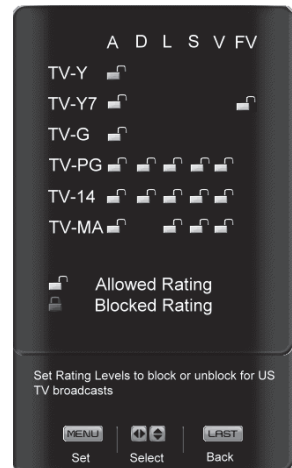 A D L S V FV
TV-Y
TV-Y7
TV-G
TV-PG
TV-14
TV-MA
Allowed Rating
Blocked Rating
Set Rating Levels to block or unblock for US
TV broadcasts
MENU LAST
Set Select Back